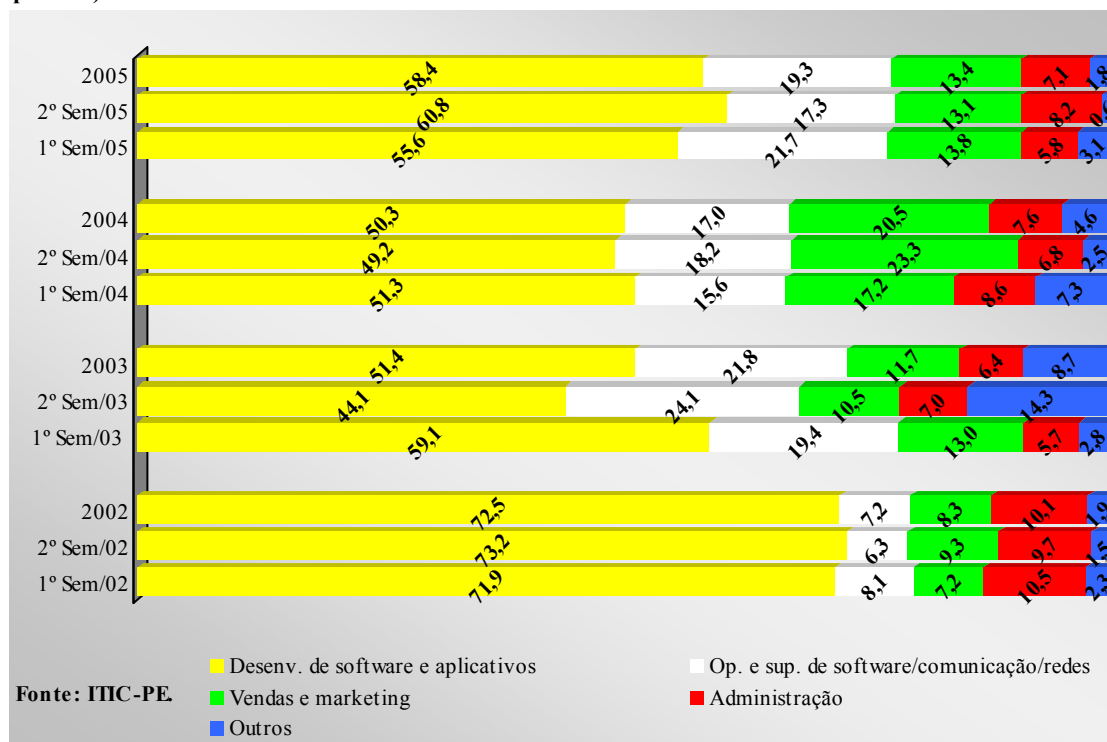 2005 58,4 19,3 13,4 7,1 1,8
2º Sem/05 60,8 17,3 13,1 8,2
1º Sem/05 55,6 21,7 13,8 5,8 3,1
2004 50,3 17,0 20,5 7,6 4,6
2º Sem/04 49,2 18,2 23,3 6,8 2,5
1º Sem/04 51,3 15,6 17,2 8,6 7,3
2003 51,4 21,8 11,7 6,4 8,7
2º Sem/03 44,1 24,1 10,5 7,0 14,3
1º Sem/03 59,1 19,4 13,0 5,7 2,8
2002 72,5 7,2 8,3 10,1 1,9
2º Sem/02 73,2 6,3 9,3 9,7 1,5
1º Sem/02 71,9 8,1 7,2 10,5 2,3
Desenv. de software e aplicativos Op. e sup. de software/comunicação/redes
Fonte: ITIC-PE. Vendas e marketing Administração
Outros